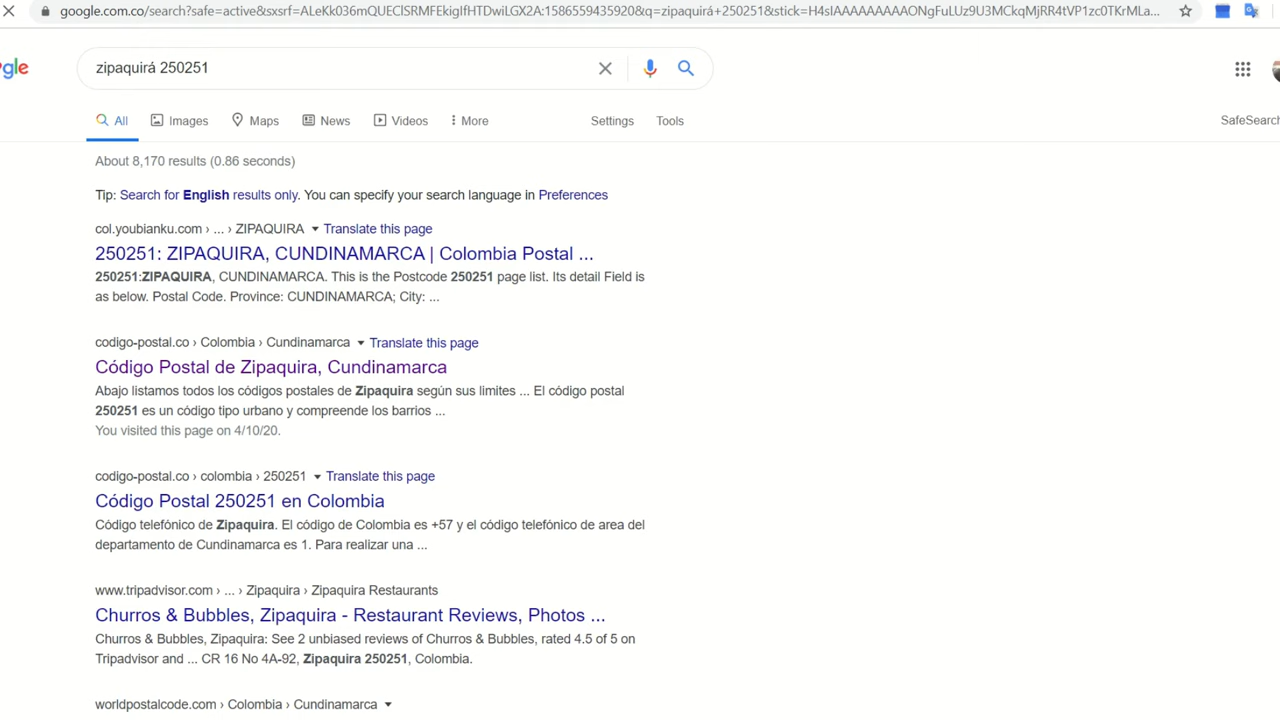 google.com.co/search?safe=active&sxsrf=ALeKk036mQUEClSRMFEkigIfHTDwiLGX2A:1586559435920&q=zipaquirá+250251&stick=H4sIAAAAAAAAAONgFuLUz9U3MCkqMjRR4tVP1zc0TKrMLa...
gle zipaquirá 250251
All Images Maps News Videos More Settings Tools SafeSearch
About 8,170 results (0.86 seconds)
Tip: Search for English results only. You can specify your search language in Preferences
col.youbianku.com › ... › ZIPAQUIRA Translate this page
250251: ZIPAQUIRA, CUNDINAMARCA | Colombia Postal ...
250251:ZIPAQUIRA, CUNDINAMARCA. This is the Postcode 250251 page list. Its detail Field is
as below. Postal Code. Province: CUNDINAMARCA; City: ...
codigo-postal.co › Colombia › Cundinamarca Translate this page
Código Postal de Zipaquira, Cundinamarca
Abajo listamos todos los códigos postales de Zipaquira según sus limites ... El código postal
250251 es un código tipo urbano y comprende los barrios ...
You visited this page on 4/10/20.
codigo-postal.co › colombia › 250251 Translate this page
Código Postal 250251 en Colombia
Código telefónico de Zipaquira. El código de Colombia es +57 y el código telefónico de area del
departamento de Cundinamarca es 1. Para realizar una ...
www.tripadvisor.com › ... › Zipaquira › Zipaquira Restaurants
Churros & Bubbles, Zipaquira - Restaurant Reviews, Photos ...
Churros & Bubbles, Zipaquira: See 2 unbiased reviews of Churros & Bubbles, rated 4.5 of 5 on
Tripadvisor and ... CR 16 No 4A-92, Zipaquira 250251, Colombia.
worldpostalcode.com › Colombia › Cundinamarca